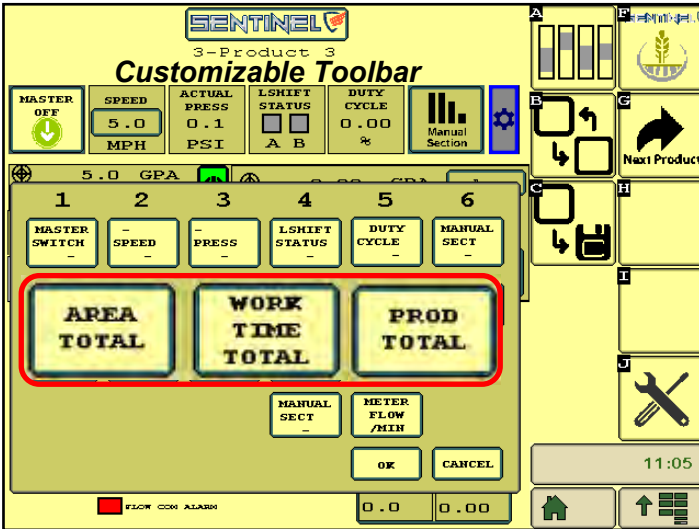 SENTINEL
3-Product 3
Customizable Toolbar
MASTER OFF
SPEED
5.0
MPH
ACTUAL PRESS
0.1
PSI
LSHIFT STATUS
A B
DUTY CYCLE
0.00
%
Manual Section
5.0 GPA
1 2 3 4 5 6
MASTER SWITCH
-
-
SPEED
-
-
PRESS
-
LSHIFT STATUS
-
DUTY CYCLE
-
MANUAL SECT
-
AREA TOTAL
WORK TIME TOTAL
PROD TOTAL
MANUAL SECT
-
METER FLOW /MIN
OK
CANCEL
FLOW COM ALARM
0.0
0.00
A
B
C
F
SENTINEL
G
Next Product
H
I
J
11:05